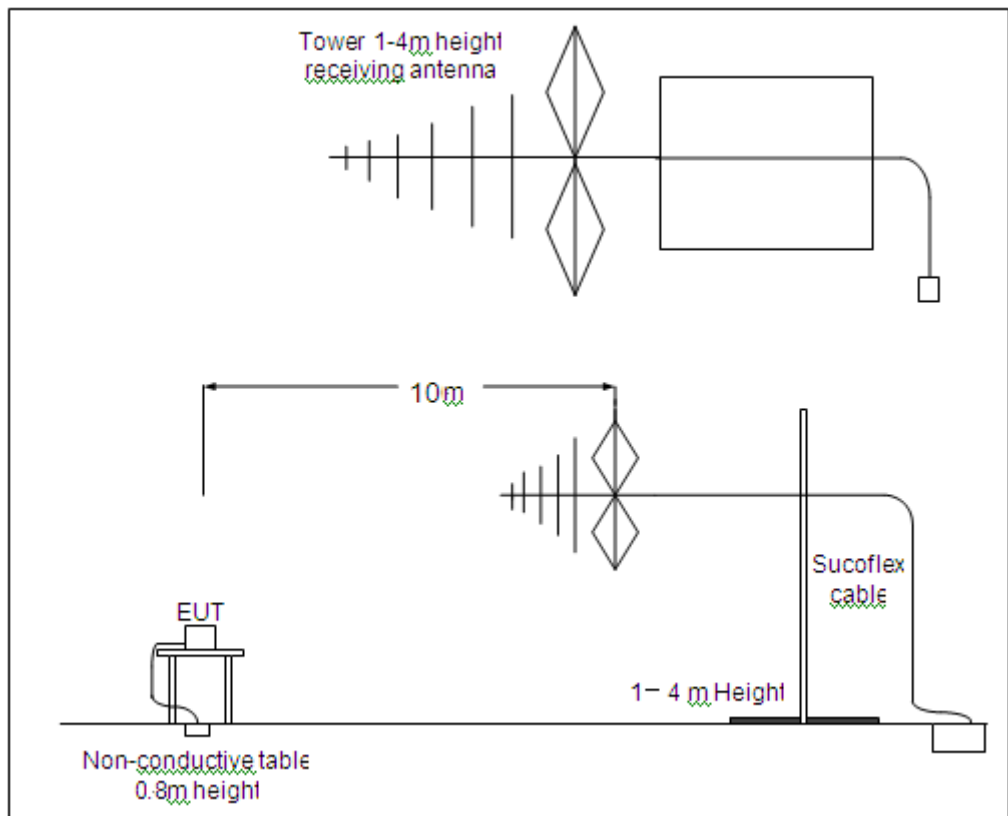 Tower 1-4m height
receiving antenna
10m
Sucoflex
cable
EUT
1– 4 m Height
Non-conductive table
0.8m height